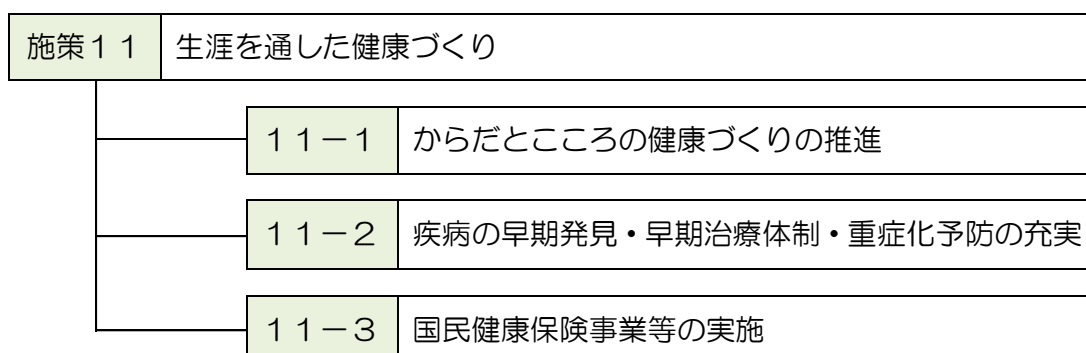 施策１１ 生涯を通した健康づくり
１１－１ からだとこころの健康づくりの推進
１１－２ 疾病の早期発見・早期治療体制・重症化予防の充実
１１－３ 国民健康保険事業等の実施